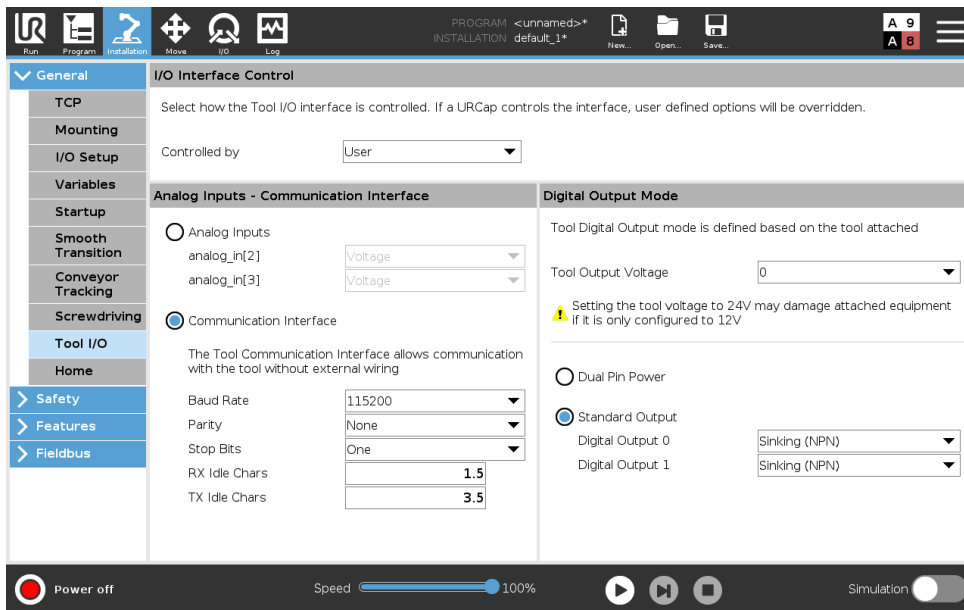 PROGRAM <unnamed>*
INSTALLATION default_1*
A 9
A 8
Run
Program
Installation
Move
I/O
Log
New...
Open...
Save...
General
TCP
Mounting
I/O Setup
Variables
Startup
Smooth
Transition
Conveyor
Tracking
Screwdriving
Tool I/O
Home
Safety
Features
Fieldbus
I/O Interface Control
Select how the Tool I/O interface is controlled. If a URCap controls the interface, user defined options will be overridden.
Controlled by User
Analog Inputs - Communication Interface
Analog Inputs
analog_in[2] Voltage
analog_in[3] Voltage
Communication Interface
The Tool Communication Interface allows communication
with the tool without external wiring
Baud Rate 115200
Parity None
Stop Bits One
RX Idle Chars 1.5
TX Idle Chars 3.5
Digital Output Mode
Tool Digital Output mode is defined based on the tool attached
Tool Output Voltage 0
Setting the tool voltage to 24V may damage attached equipment
if it is only configured to 12V
Dual Pin Power
Standard Output
Digital Output 0 Sinking (NPN)
Digital Output 1 Sinking (NPN)
Power off
Speed 100%
Simulation